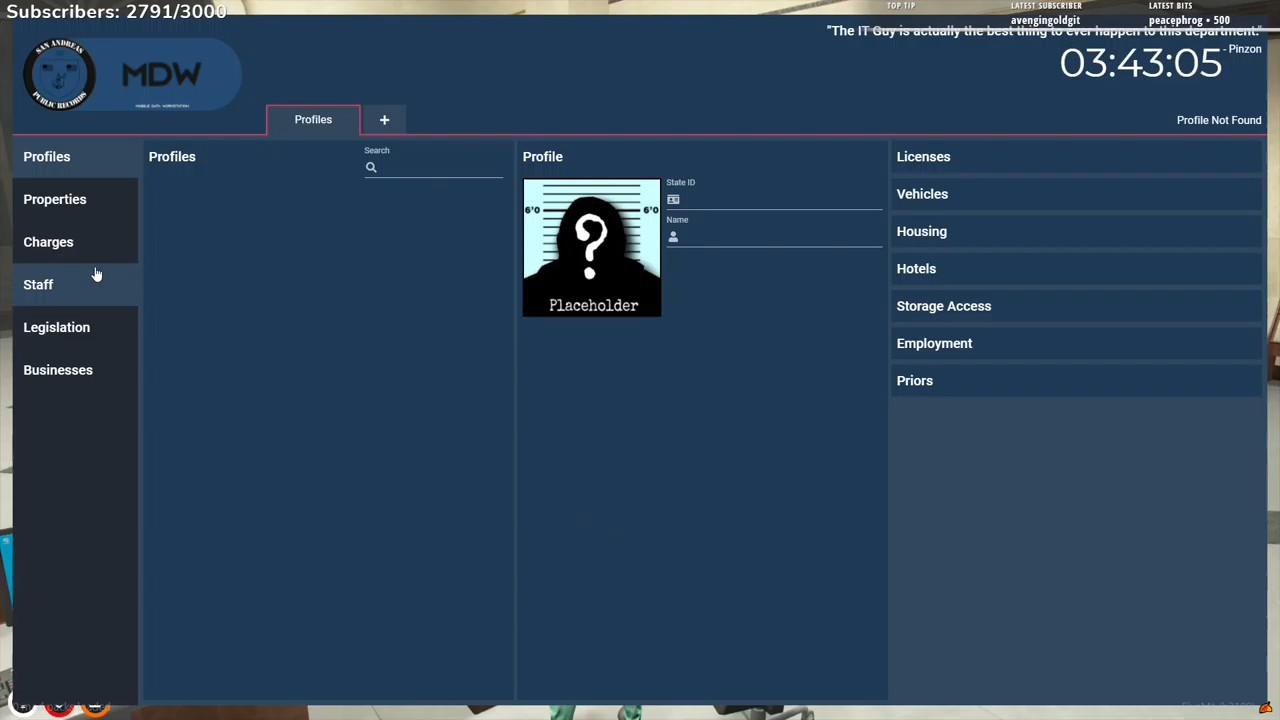 Subscribers: 2791/3000
TOP TIP
LATEST SUBSCRIBER
avengingoldgit
LATEST BITS
peacephrog • 500
"The IT Guy is actually the best thing to ever happen to this department."
- Pinzon
03:43:05
SAN ANDREAS
PUBLIC RECORDS
MDW
MOBILE DATA WORKSTATION
Profiles
+
Profile Not Found
Profiles
Properties
Charges
Staff
Legislation
Businesses
Profiles
Search
Profile
6'0
6'0
?
Placeholder
State ID
Name
Licenses
Vehicles
Housing
Hotels
Storage Access
Employment
Priors